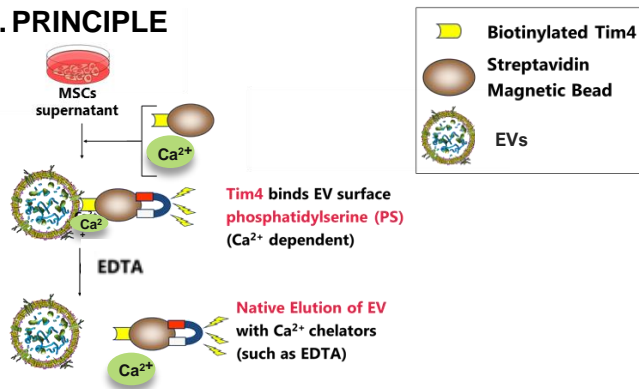 . PRINCIPLE
MSCs
supernatant
Ca2+
Ca2
+
Tim4 binds EV surface
phosphatidylserine (PS)
(Ca2+ dependent)
EDTA
Native Elution of EV
with Ca2+ chelators
(such as EDTA)
Ca2+
Biotinylated Tim4
Streptavidin
Magnetic Bead
EVs